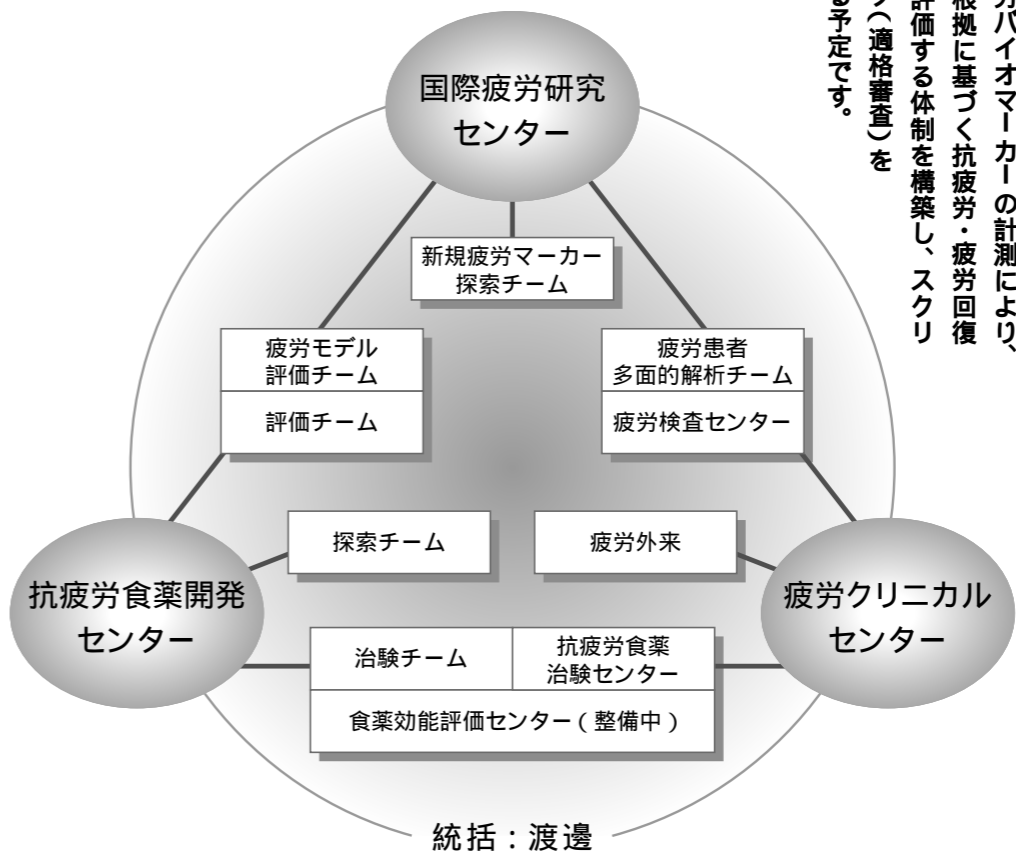 労バイオマーカーの計測により、
根拠に基づく抗疲労・疲労回復
評価する体制を構築し、スクリ
(適格審査)を
る予定です。
国際疲労研究
センター
新規疲労マーカー
探索チーム
疲労モデル
評価チーム
評価チーム
疲労患者
多面的解析チーム
疲労検査センター
探索チーム
疲労外来
抗疲労食薬開発
センター
疲労クリニカル
センター
治験チーム
抗疲労食薬
治験センター
食薬効能評価センター(整備中)
統括:渡邊